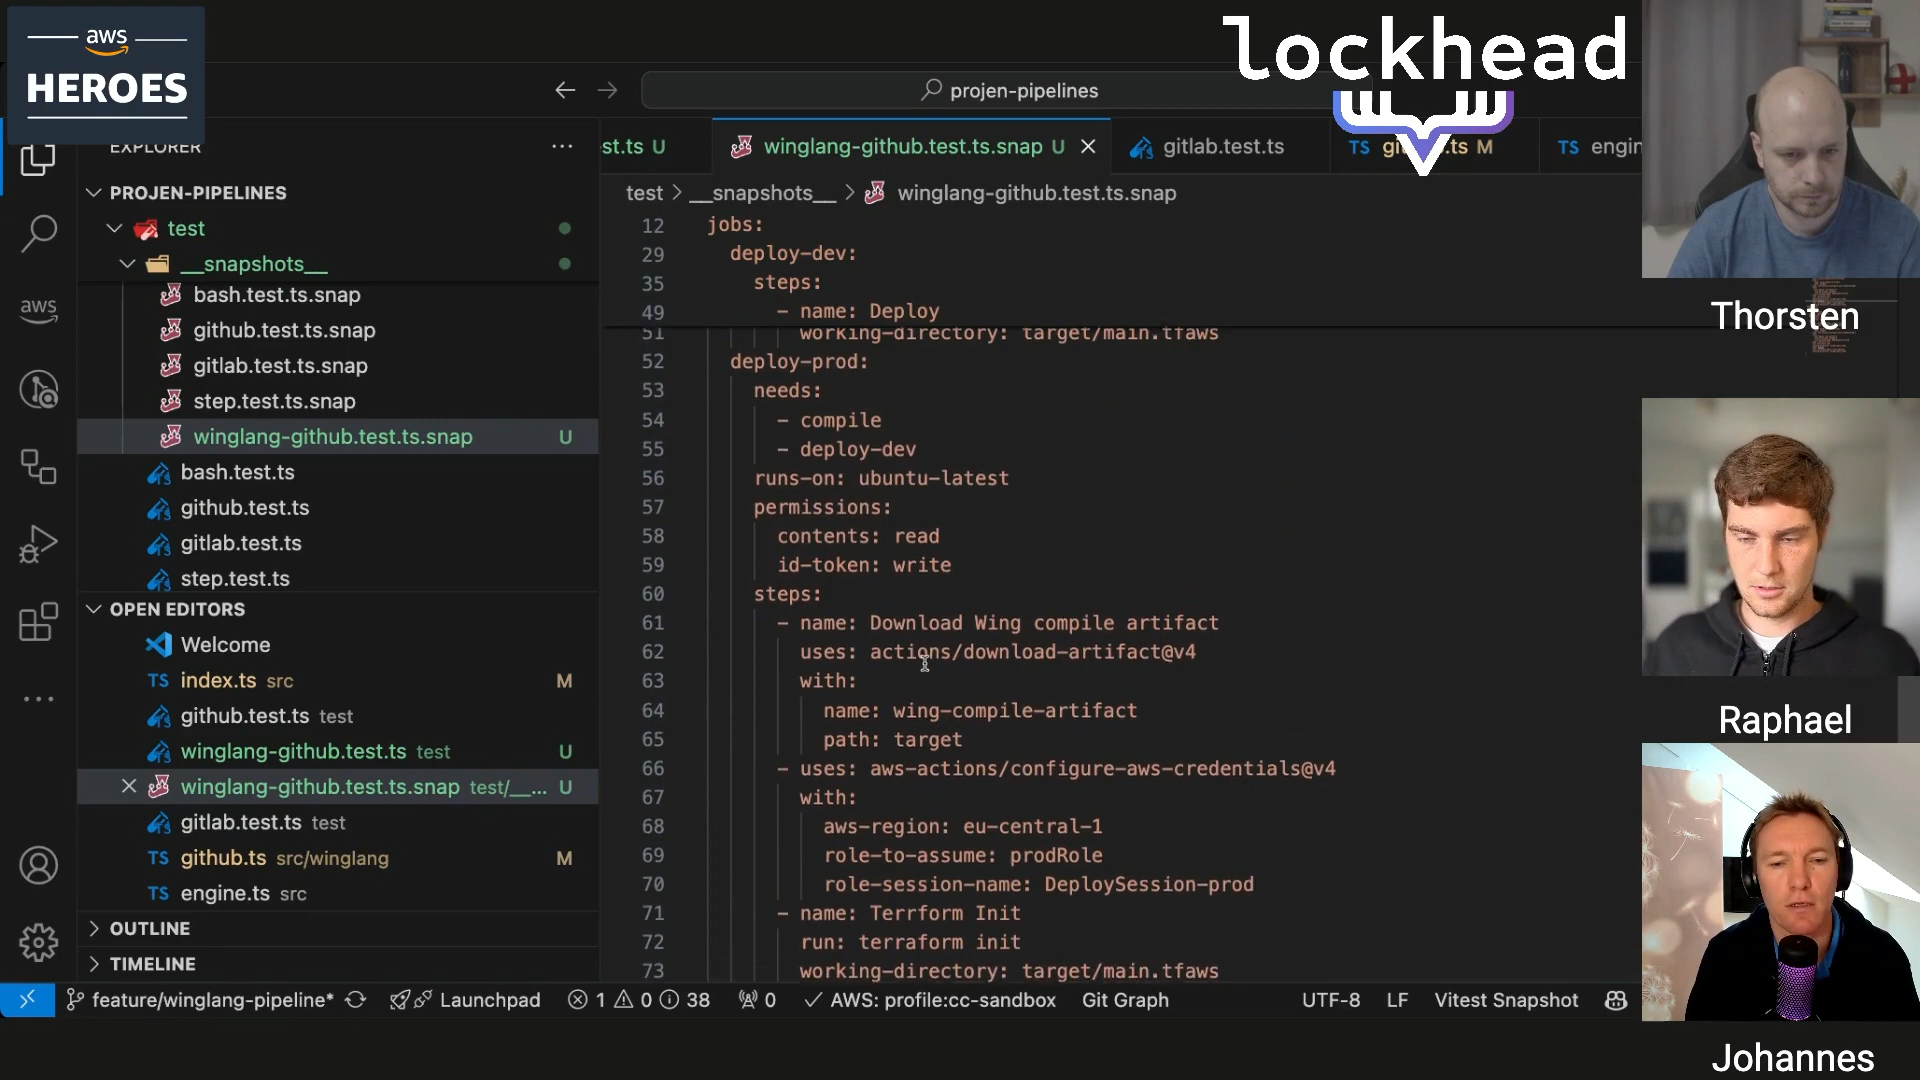 aws
HEROES
lockhead
projen-pipelines
EXPLORER
st.ts U
winglang-github.test.ts.snap U
gitlab.test.ts
TS
.ts M
TS engin
PROJEN-PIPELINES
test > __snapshots__ > winglang-github.test.ts.snap
test
__snapshots__
bash.test.ts.snap
github.test.ts.snap
gitlab.test.ts.snap
step.test.ts.snap
winglang-github.test.ts.snap U
bash.test.ts
github.test.ts
gitlab.test.ts
step.test.ts
OPEN EDITORS
Welcome
TS index.ts src M
github.test.ts test
winglang-github.test.ts test U
winglang-github.test.ts.snap test/__... U
gitlab.test.ts test
TS github.ts src/winglang M
TS engine.ts src
OUTLINE
TIMELINE
aws
12 jobs:
29 deploy-dev:
35 steps:
49 - name: Deploy
51 working-directory: target/main.tfaws
52 deploy-prod:
53 needs:
54 - compile
55 - deploy-dev
56 runs-on: ubuntu-latest
57 permissions:
58 contents: read
59 id-token: write
60 steps:
61 - name: Download Wing compile artifact
62 uses: actions/download-artifact@v4
63 with:
64 name: wing-compile-artifact
65 path: target
66 - uses: aws-actions/configure-aws-credentials@v4
67 with:
68 aws-region: eu-central-1
69 role-to-assume: prodRole
70 role-session-name: DeploySession-prod
71 - name: Terrform Init
72 run: terraform init
73 working-directory: target/main.tfaws
feature/winglang-pipeline* Launchpad 1 0 38 0 AWS: profile:cc-sandbox Git Graph UTF-8 LF Vitest Snapshot
Thorsten
Raphael
Johannes